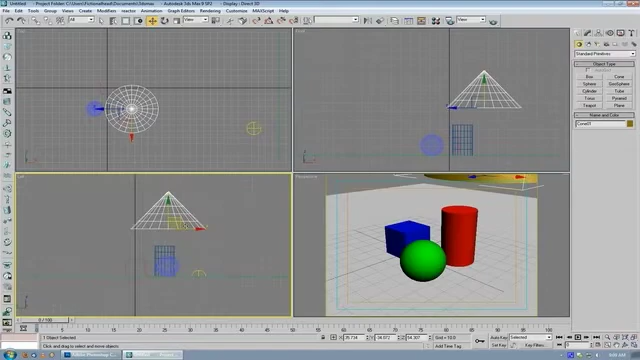 Untitled - Project Folder: C:\Fictionalhead\Documents\3dsmax - Autodesk 3ds Max 9 SP2 - Display : Direct 3D
File Edit Tools Group Views Create Modifiers reactor Animation Graph Editors Rendering Customize MAXScript Help
All View View
Top
Front
Standard Primitives
Object Type
AutoGrid
Box Cone
Sphere GeoSphere
Cylinder Tube
Torus Pyramid
Teapot Plane
Name and Color
Cone01
Left
Perspective
0 / 100
1 Object Selected
Click and drag to select and move objects
Grid = 10.0
Add Time Tag
Auto Key Selected
Set Key Key Filters...
Untitled